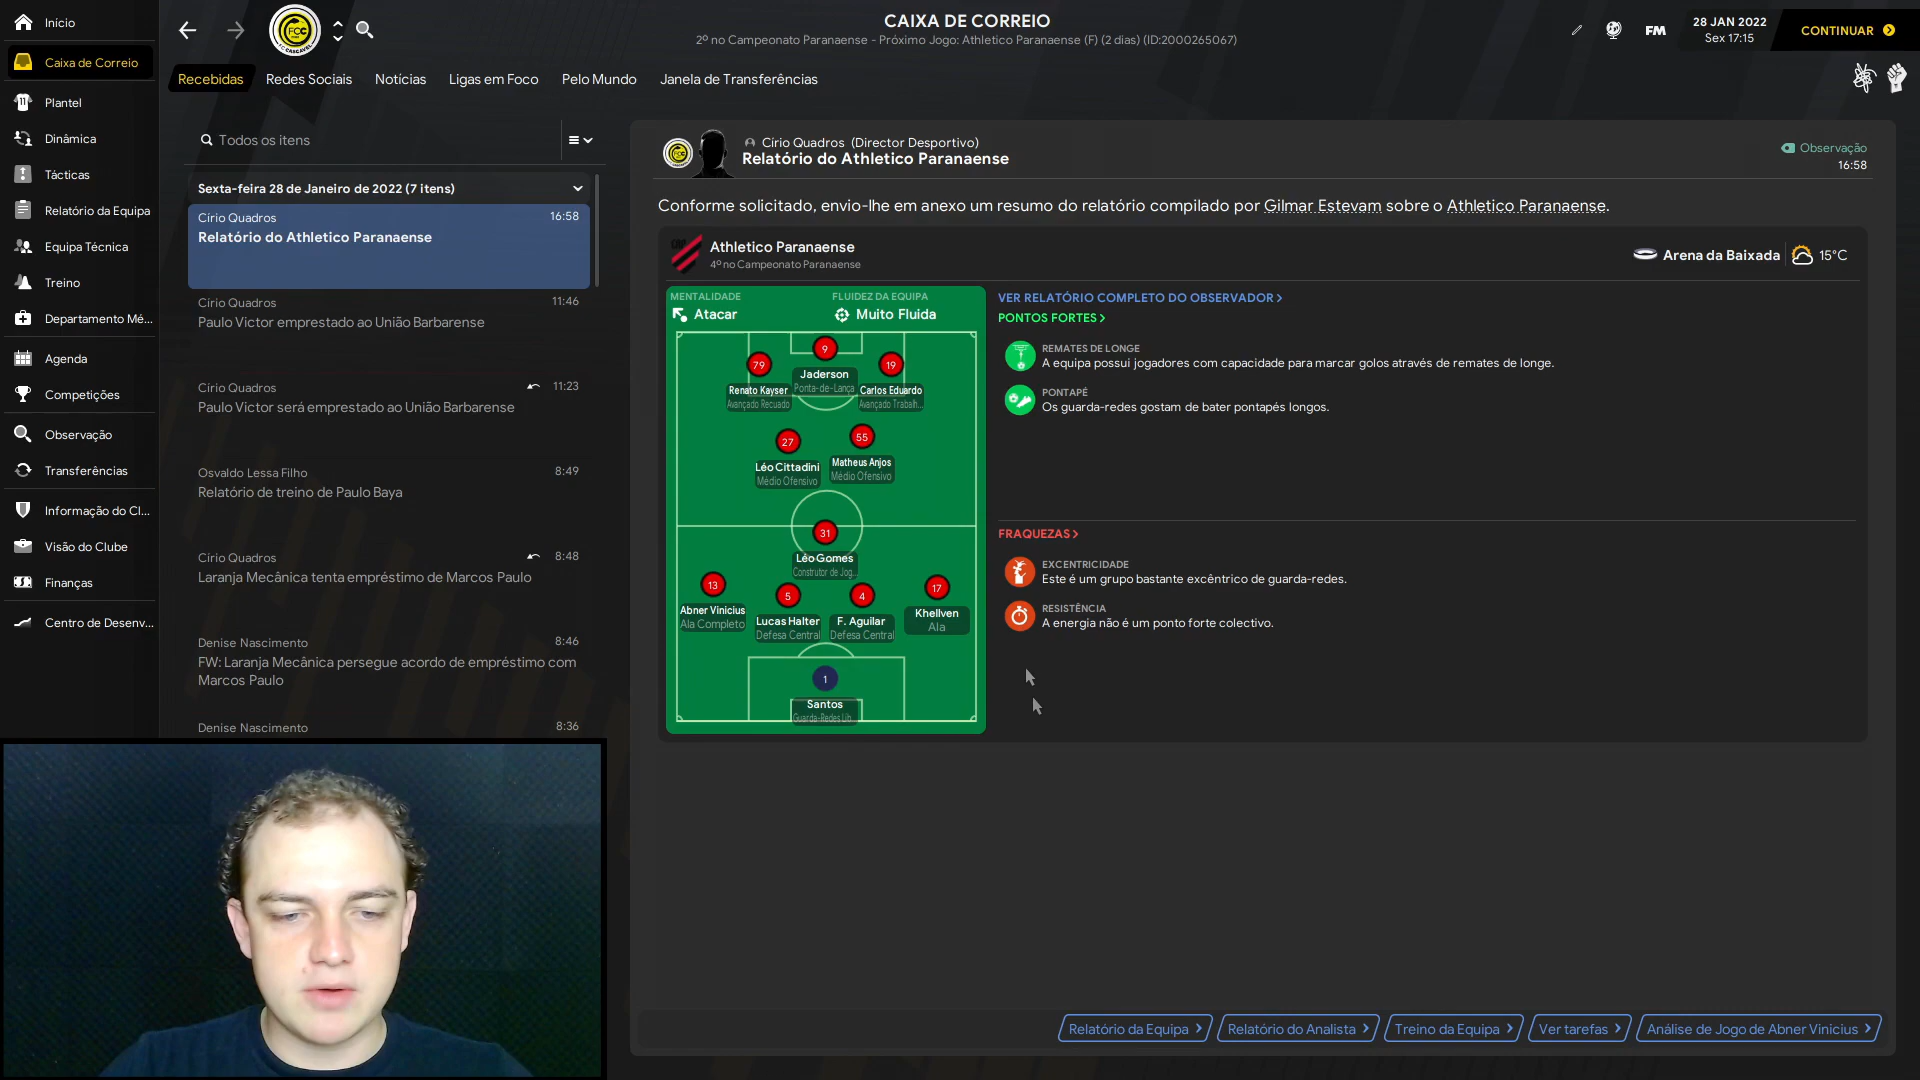 Início
Caixa de Correio
Plantel
Dinâmica
Tácticas
Relatório da Equipa
Equipa Técnica
Treino
Departamento Mé...
Agenda
Competições
Observação
Transferências
Informação do Cl...
Visão do Clube
Finanças
Centro de Desenv...
CAIXA DE CORREIO
2º no Campeonato Paranaense - Próximo Jogo: Athletico Paranaense (F) (2 dias) (ID:2000265067)
FM
28 JAN 2022
Sex 17:15
CONTINUAR
Recebidas
Redes Sociais
Notícias
Ligas em Foco
Pelo Mundo
Janela de Transferências
Todos os itens
Sexta-feira 28 de Janeiro de 2022 (7 itens)
Círio Quadros 16:58
Relatório do Athletico Paranaense
Círio Quadros 11:46
Paulo Victor emprestado ao União Barbarense
Círio Quadros 11:23
Paulo Victor será emprestado ao União Barbarense
Osvaldo Lessa Filho 8:49
Relatório de treino de Paulo Baya
Círio Quadros 8:48
Laranja Mecânica tenta empréstimo de Marcos Paulo
Denise Nascimento 8:46
FW: Laranja Mecânica persegue acordo de empréstimo com
Marcos Paulo
Denise Nascimento 8:36
Círio Quadros (Director Desportivo)
Relatório do Athletico Paranaense
Observação
16:58
Conforme solicitado, envio-lhe em anexo um resumo do relatório compilado por Gilmar Estevam sobre o Athletico Paranaense.
Athletico Paranaense
4º no Campeonato Paranaense
Arena da Baixada
15°C
MENTALIDADE
Atacar
FLUIDEZ DA EQUIPA
Muito Fluida
9
Jaderson
Ponta-de-Lança
79
Renato Kayser
Avançado Recuado
19
Carlos Eduardo
Avançado Trabalh...
27
Léo Cittadini
Médio Ofensivo
55
Matheus Anjos
Médio Ofensivo
31
Lèo Gomes
Construtor de Jog...
13
Abner Vinicius
Ala Completo
5
Lucas Halter
Defesa Central
4
F. Aguilar
Defesa Central
17
Khellven
Ala
1
Santos
Guarda-Redes Lib...
VER RELATÓRIO COMPLETO DO OBSERVADOR >
PONTOS FORTES >
REMATES DE LONGE
A equipa possui jogadores com capacidade para marcar golos através de remates de longe.
PONTAPÉ
Os guarda-redes gostam de bater pontapés longos.
FRAQUEZAS >
EXCENTRICIDADE
Este é um grupo bastante excêntrico de guarda-redes.
RESISTÊNCIA
A energia não é um ponto forte colectivo.
Relatório da Equipa >
Relatório do Analista >
Treino da Equipa >
Ver tarefas >
Análise de Jogo de Abner Vinicius >